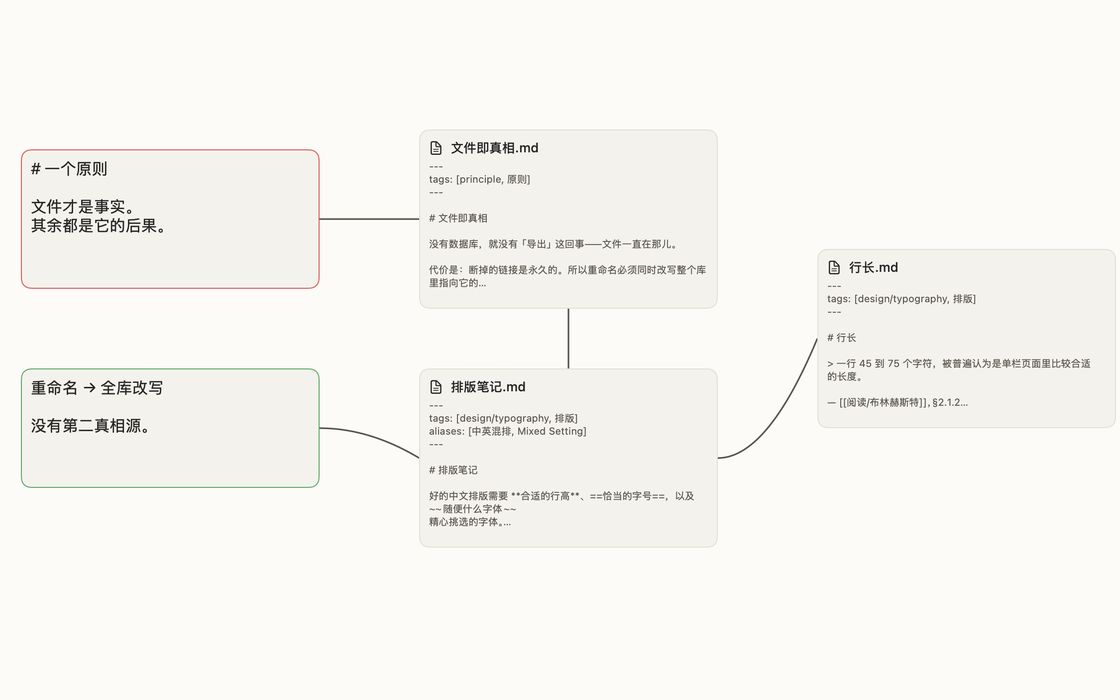 # 一个原则
文件才是事实。
其余都是它的后果。
文件即真相.md
---
tags: [principle, 原则]
---
# 文件即真相
没有数据库，就没有「导出」这回事——文件一直在那儿。
代价是：断掉的链接是永久的。所以重命名必须同时改写整个库
里指向它的…
重命名 → 全库改写
没有第二真相源。
排版笔记.md
---
tags: [design/typography, 排版]
aliases: [中英混排, Mixed Setting]
---
# 排版笔记
好的中文排版需要 **合适的行高**、==恰当的字号==，以及
~~随便什么字体~~
精心挑选的字体。…
行长.md
---
tags: [design/typography, 排版]
---
# 行长
> 一行 45 到 75 个字符，被普遍认为是单栏页面里比较合适
的长度。
— [[阅读/布林赫斯特]]，§2.1.2…